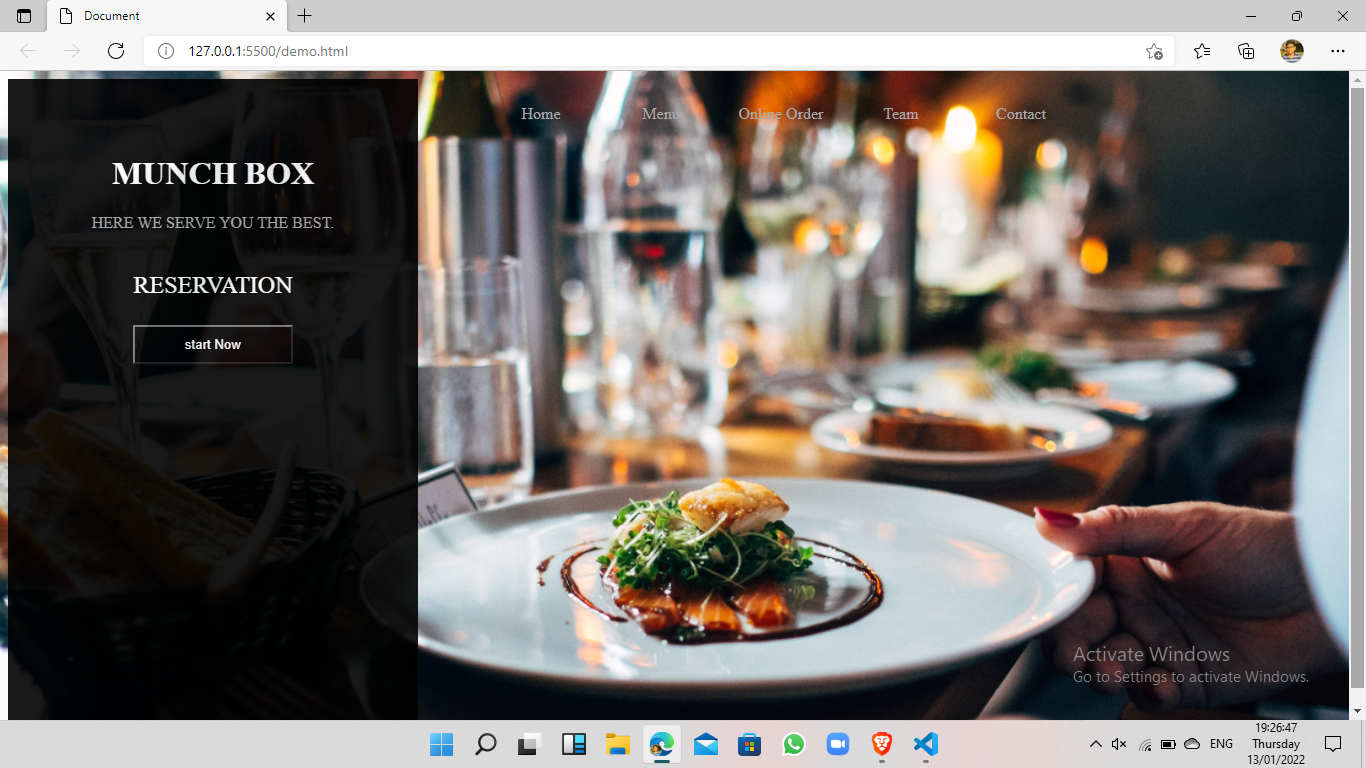 Document
127.0.0.1:5500/demo.html
Home Menu Online Order Team Contact
MUNCH BOX
HERE WE SERVE YOU THE BEST.
RESERVATION
start Now
Activate Windows
Go to Settings to activate Windows.
ENG
19:26:47
Thursday
13/01/2022